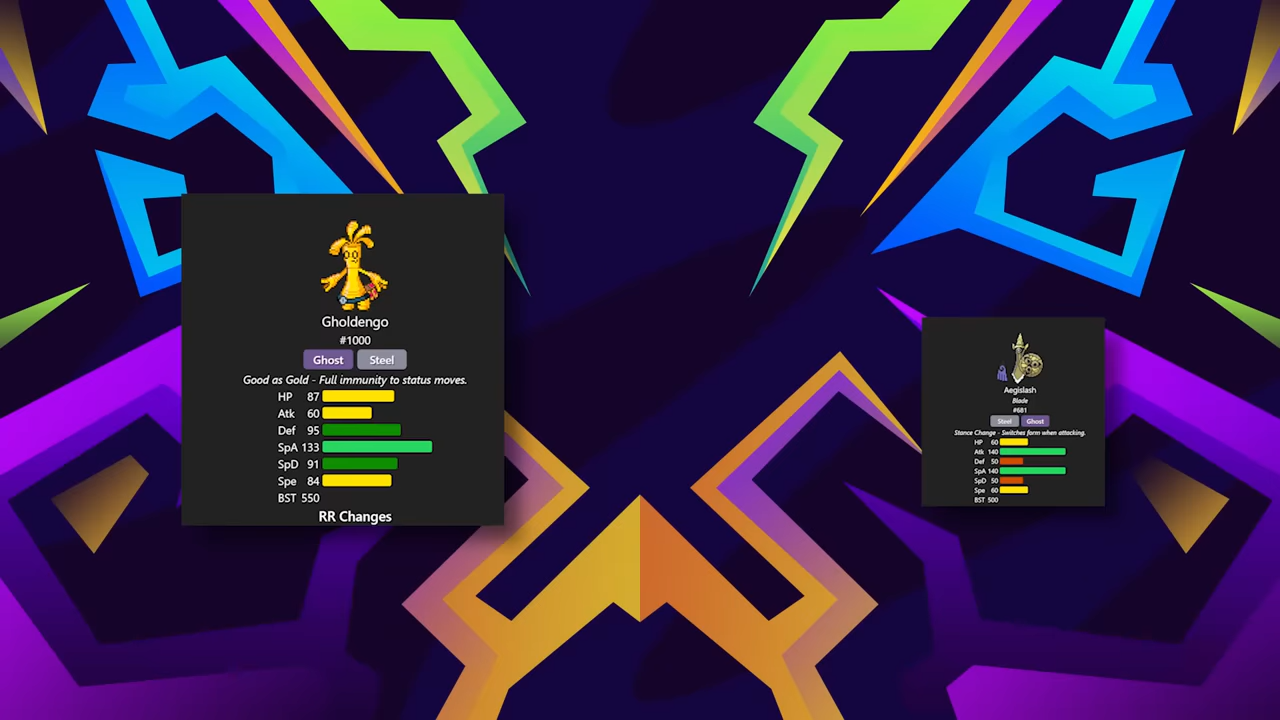 Gholdengo
#1000
Ghost Steel
Good as Gold - Full immunity to status moves.
HP 87
Atk 60
Def 95
SpA 133
SpD 91
Spe 84
BST 550
RR Changes
Aegislash
Blade
#681
Steel Ghost
Stance Change - Switches form when attacking.
HP 60
Atk 140
Def 50
SpA 140
SpD 50
Spe 60
BST 500